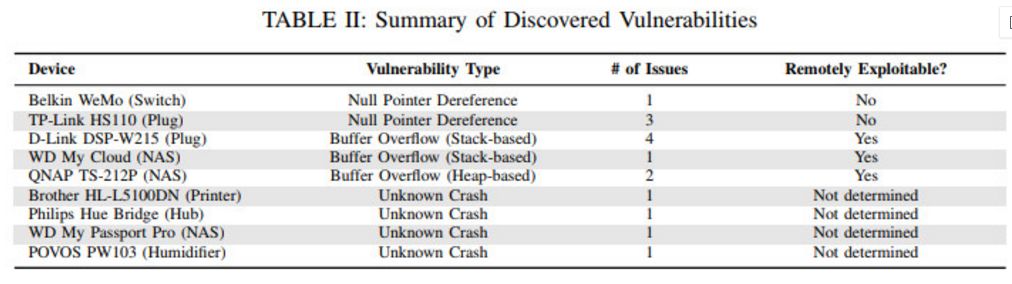 TABLE II: Summary of Discovered Vulnerabilities
Device Vulnerability Type # of Issues Remotely Exploitable?
Belkin WeMo (Switch) Null Pointer Dereference 1 No
TP-Link HS110 (Plug) Null Pointer Dereference 3 No
D-Link DSP-W215 (Plug) Buffer Overflow (Stack-based) 4 Yes
WD My Cloud (NAS) Buffer Overflow (Stack-based) 1 Yes
QNAP TS-212P (NAS) Buffer Overflow (Heap-based) 2 Yes
Brother HL-L5100DN (Printer) Unknown Crash 1 Not determined
Philips Hue Bridge (Hub) Unknown Crash 1 Not determined
WD My Passport Pro (NAS) Unknown Crash 1 Not determined
POVOS PW103 (Humidifier) Unknown Crash 1 Not determined